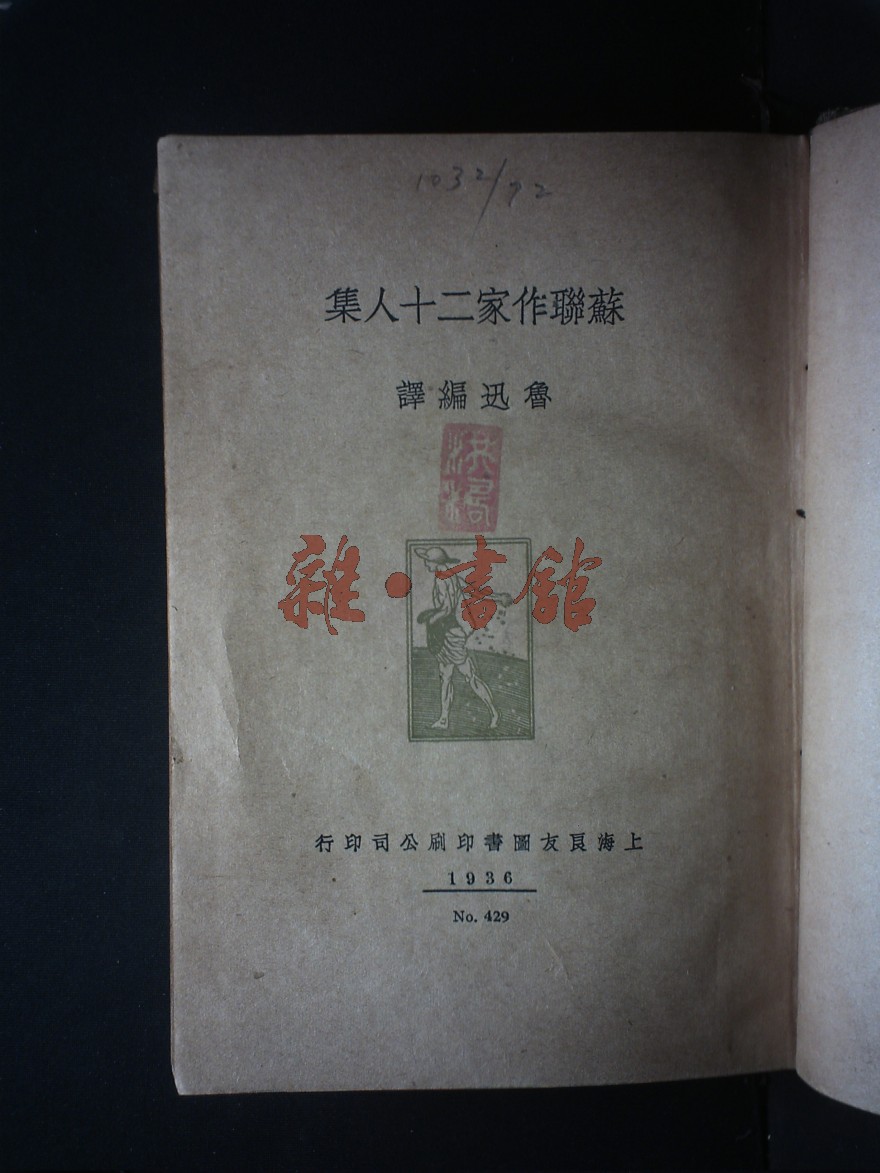 1032/72
蘇聯作家二十人集
魯迅編譯
雜·書館
上海良友圖書印刷公司印行
1936
No. 429